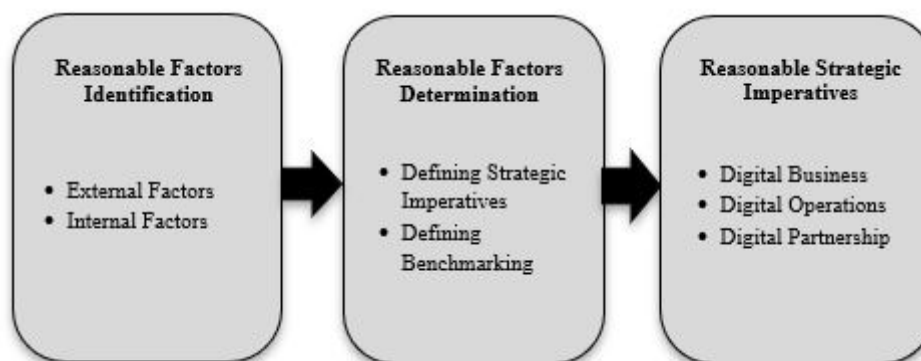 Reasonable Factors
Identification
• External Factors
• Internal Factors
Reasonable Factors
Determination
• Defining Strategic
Imperatives
• Defining
Benchmarking
Reasonable Strategic
Imperatives
• Digital Business
• Digital Operations
• Digital Partnership